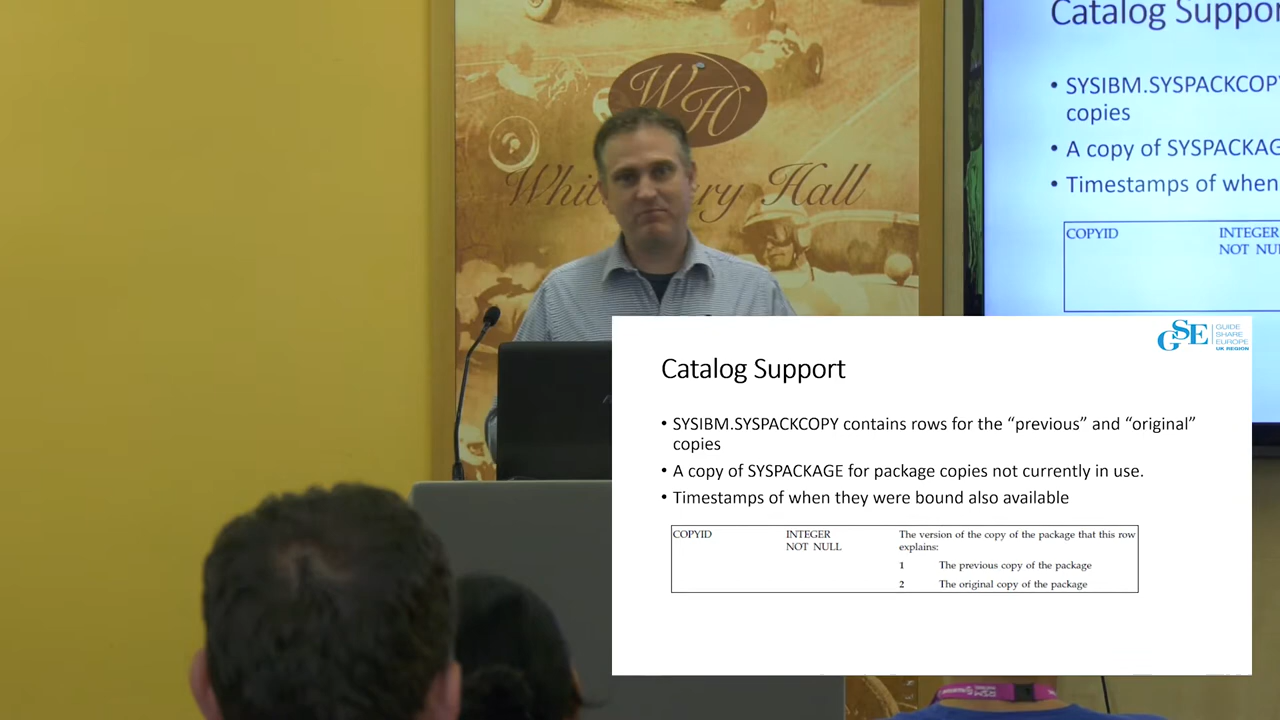 WH
Catalog Suppor
• SYSIBM.SYSPACKCOPY
copies
• A copy of SYSPACKAG
• Timestamps of when
COPYID INTEGER
NOT NUL
GSE GUIDE
SHARE
EUROPE
UK REGION
Catalog Support
• SYSIBM.SYSPACKCOPY contains rows for the “previous” and “original”
copies
• A copy of SYSPACKAGE for package copies not currently in use.
• Timestamps of when they were bound also available
COPYID INTEGER The version of the copy of the package that this row
NOT NULL explains:
1 The previous copy of the package
2 The original copy of the package